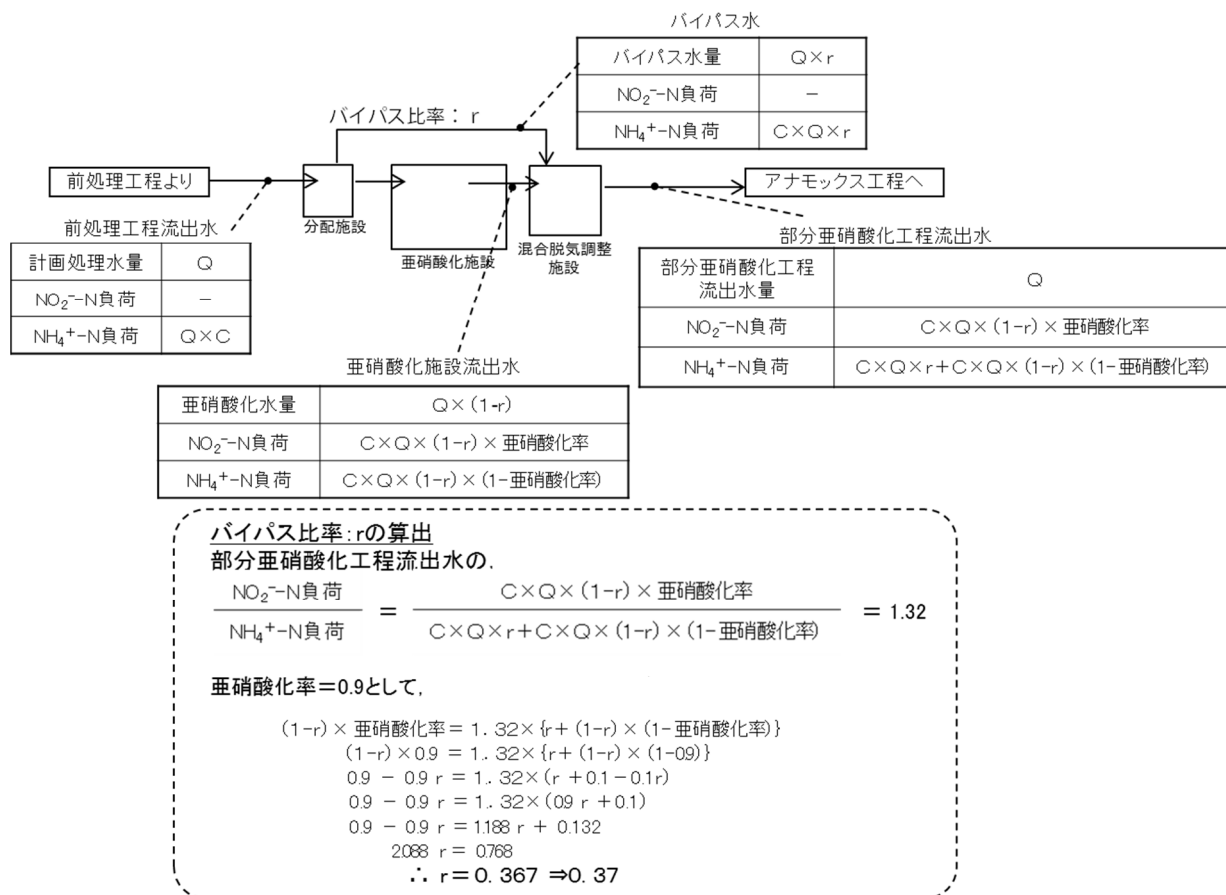 バイパス水
バイパス水量 Q×r
NO₂⁻-N負荷 －
NH₄⁺-N負荷 C×Q×r
バイパス比率： r
前処理工程より
アナモックス工程へ
分配施設
亜硝酸化施設
混合脱気調整
施設
前処理工程流出水
計画処理水量 Q
NO₂⁻-N負荷 －
NH₄⁺-N負荷 Q×C
部分亜硝酸化工程流出水
部分亜硝酸化工程
流出水量 Q
NO₂⁻-N負荷 C×Q×(1-r)×亜硝酸化率
NH₄⁺-N負荷 C×Q×r+C×Q×(1-r)×(1-亜硝酸化率)
亜硝酸化施設流出水
亜硝酸化水量 Q×(1-r)
NO₂⁻-N負荷 C×Q×(1-r)×亜硝酸化率
NH₄⁺-N負荷 C×Q×(1-r)×(1-亜硝酸化率)
バイパス比率：rの算出
部分亜硝酸化工程流出水の，
NO₂⁻-N負荷 C×Q×(1-r)×亜硝酸化率
＝ ＝ 1.32
NH₄⁺-N負荷 C×Q×r+C×Q×(1-r)×(1-亜硝酸化率)
亜硝酸化率＝0.9として，
(1-r)×亜硝酸化率＝1．32×{r+(1-r)×(1-亜硝酸化率)}
(1-r)×0.9 ＝ 1.．32×{r+(1-r)×(1-09)}
0.9 － 0.9 r ＝ 1.．32×(r +0.1-0.1r)
0.9 － 0.9 r ＝ 1.．32×(09 r +0.1)
0.9 － 0.9 r ＝ 1.188 r + 0.132
2.088 r ＝ 0.768
∴ r＝0．367 ⇒0．37